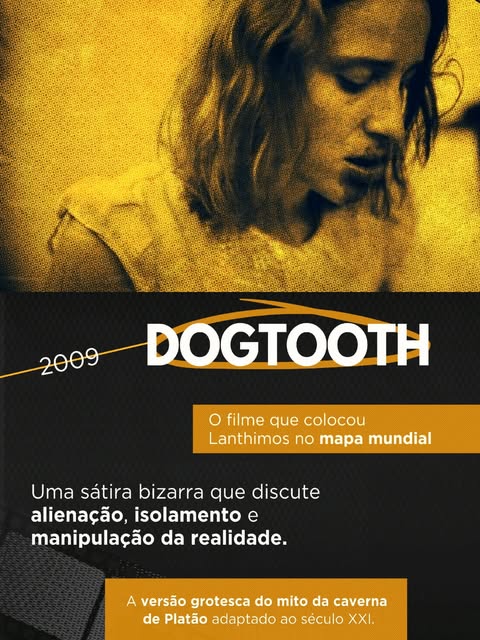 2009
DOGTOOTH
O filme que colocou
Lanthimos no mapa mundial
Uma sátira bizarra que discute
alienação, isolamento e
manipulação da realidade.
A versão grotesca do mito da caverna
de Platão adaptado ao século XXI.